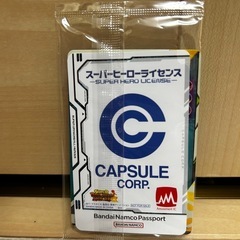 スーパーヒーローライセンス
—SUPER HERO LICENSE—
CAPSULE
CORP.
Bandai Namco Passport